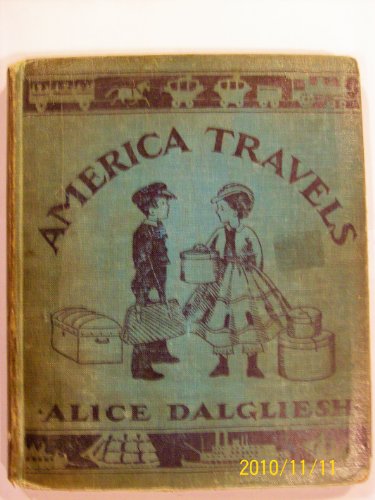 AMERICA TRAVELS
ALICE DALGLIESH
2010/11/11